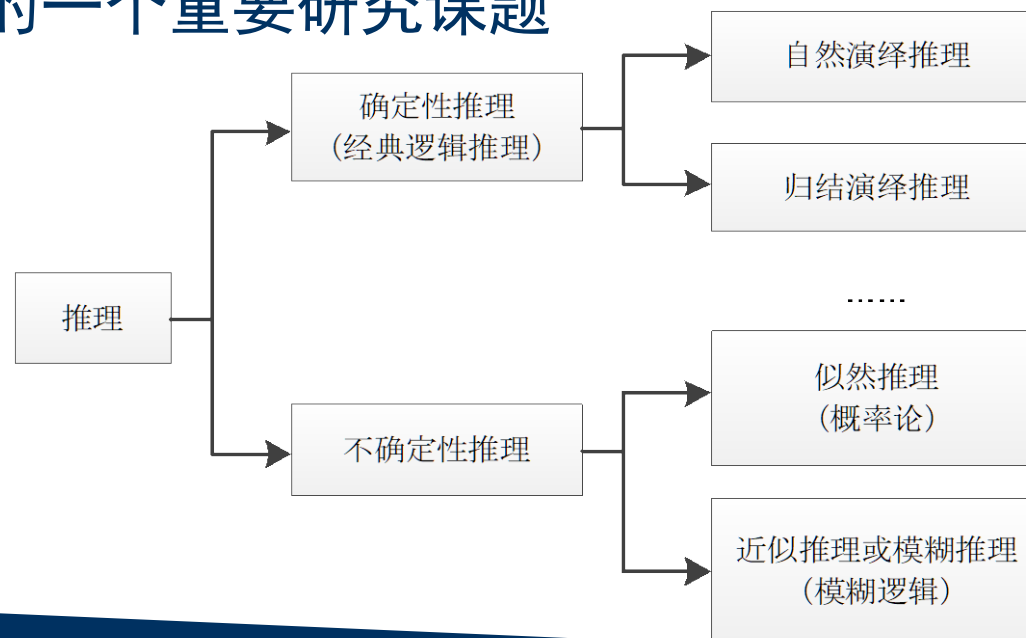 的一个重要研究课题
自然演绎推理
确定性推理
（经典逻辑推理）
归结演绎推理
推理
......
似然推理
（概率论）
不确定性推理
近似推理或模糊推理
（模糊逻辑）